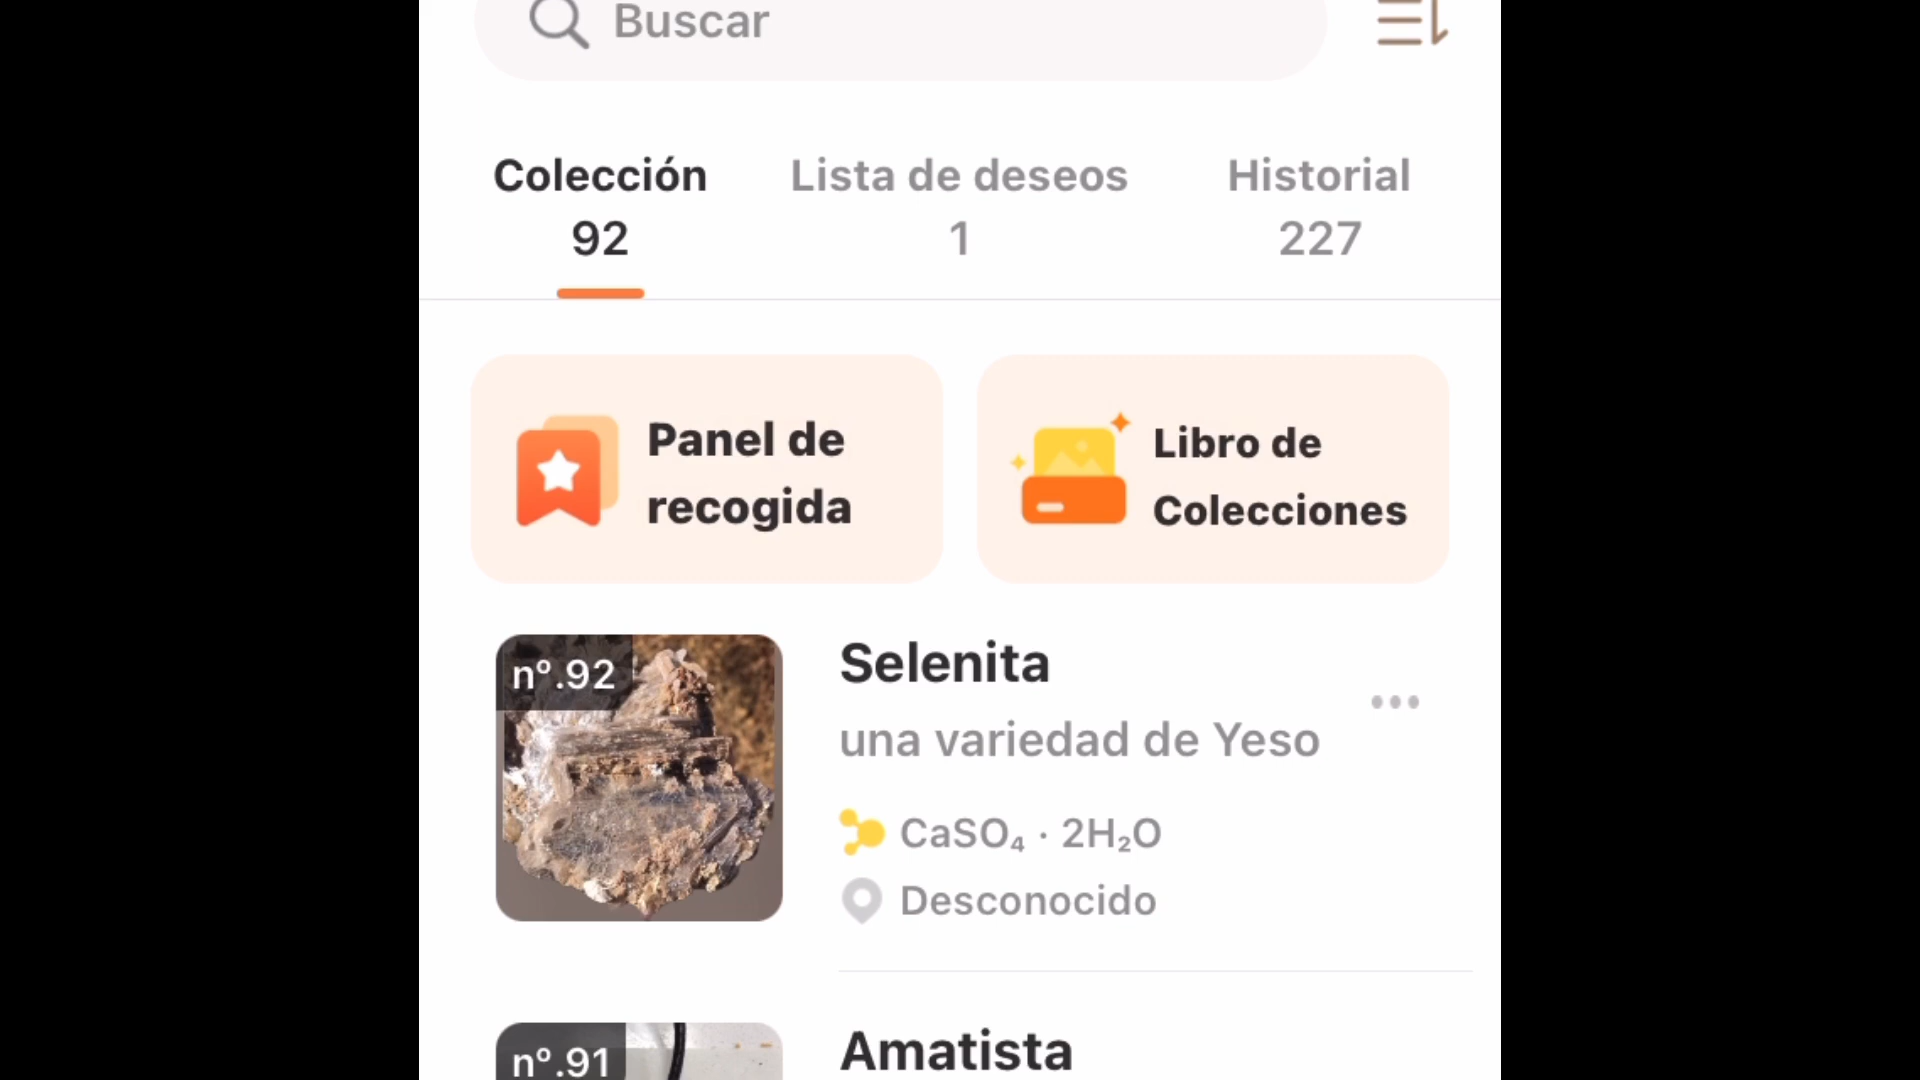 Buscar
Colección
Lista de deseos
Historial
92
1
227
Panel de
recogida
Libro de
Colecciones
nº.92
Selenita
una variedad de Yeso
CaSO₄ · 2H₂O
Desconocido
nº.91
Amatista